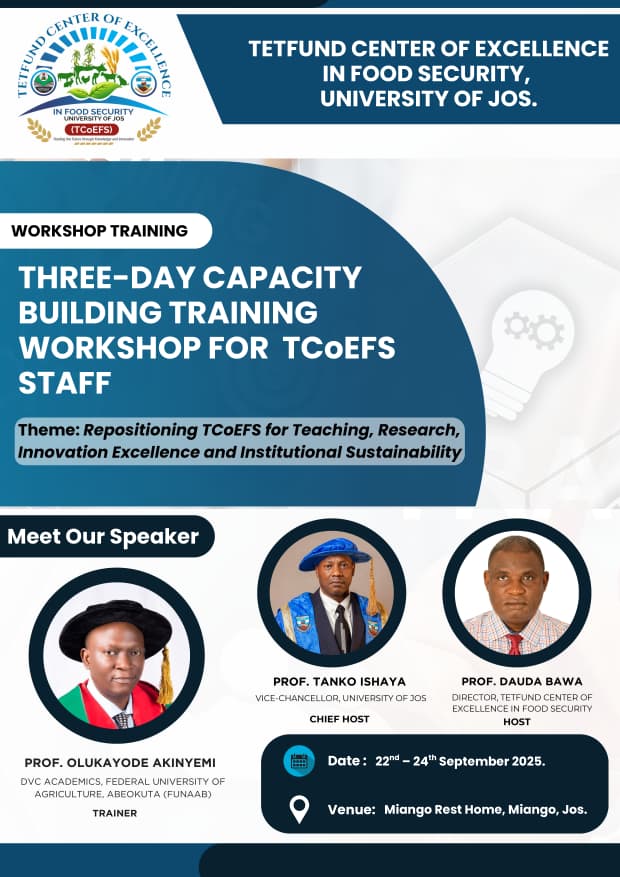 TETFUND CENTER OF EXCELLENCE
IN FOOD SECURITY
UNIVERSITY OF JOS
(TCoEFS)
TETFUND CENTER OF EXCELLENCE
IN FOOD SECURITY,
UNIVERSITY OF JOS.
WORKSHOP TRAINING
THREE-DAY CAPACITY
BUILDING TRAINING
WORKSHOP FOR TCoEFS
STAFF
Theme: Repositioning TCoEFS for Teaching, Research,
Innovation Excellence and Institutional Sustainability
Meet Our Speaker
PROF. OLUKAYODE AKINYEMI
DVC ACADEMICS, FEDERAL UNIVERSITY OF
AGRICULTURE, ABEOKUTA (FUNAAB)
TRAINER
PROF. TANKO ISHAYA
VICE-CHANCELLOR, UNIVERSITY OF JOS
CHIEF HOST
PROF. DAUDA BAWA
DIRECTOR, TETFUND CENTER OF
EXCELLENCE IN FOOD SECURITY
HOST
Date : 22nd – 24th September 2025.
Venue: Miango Rest Home, Miango, Jos.